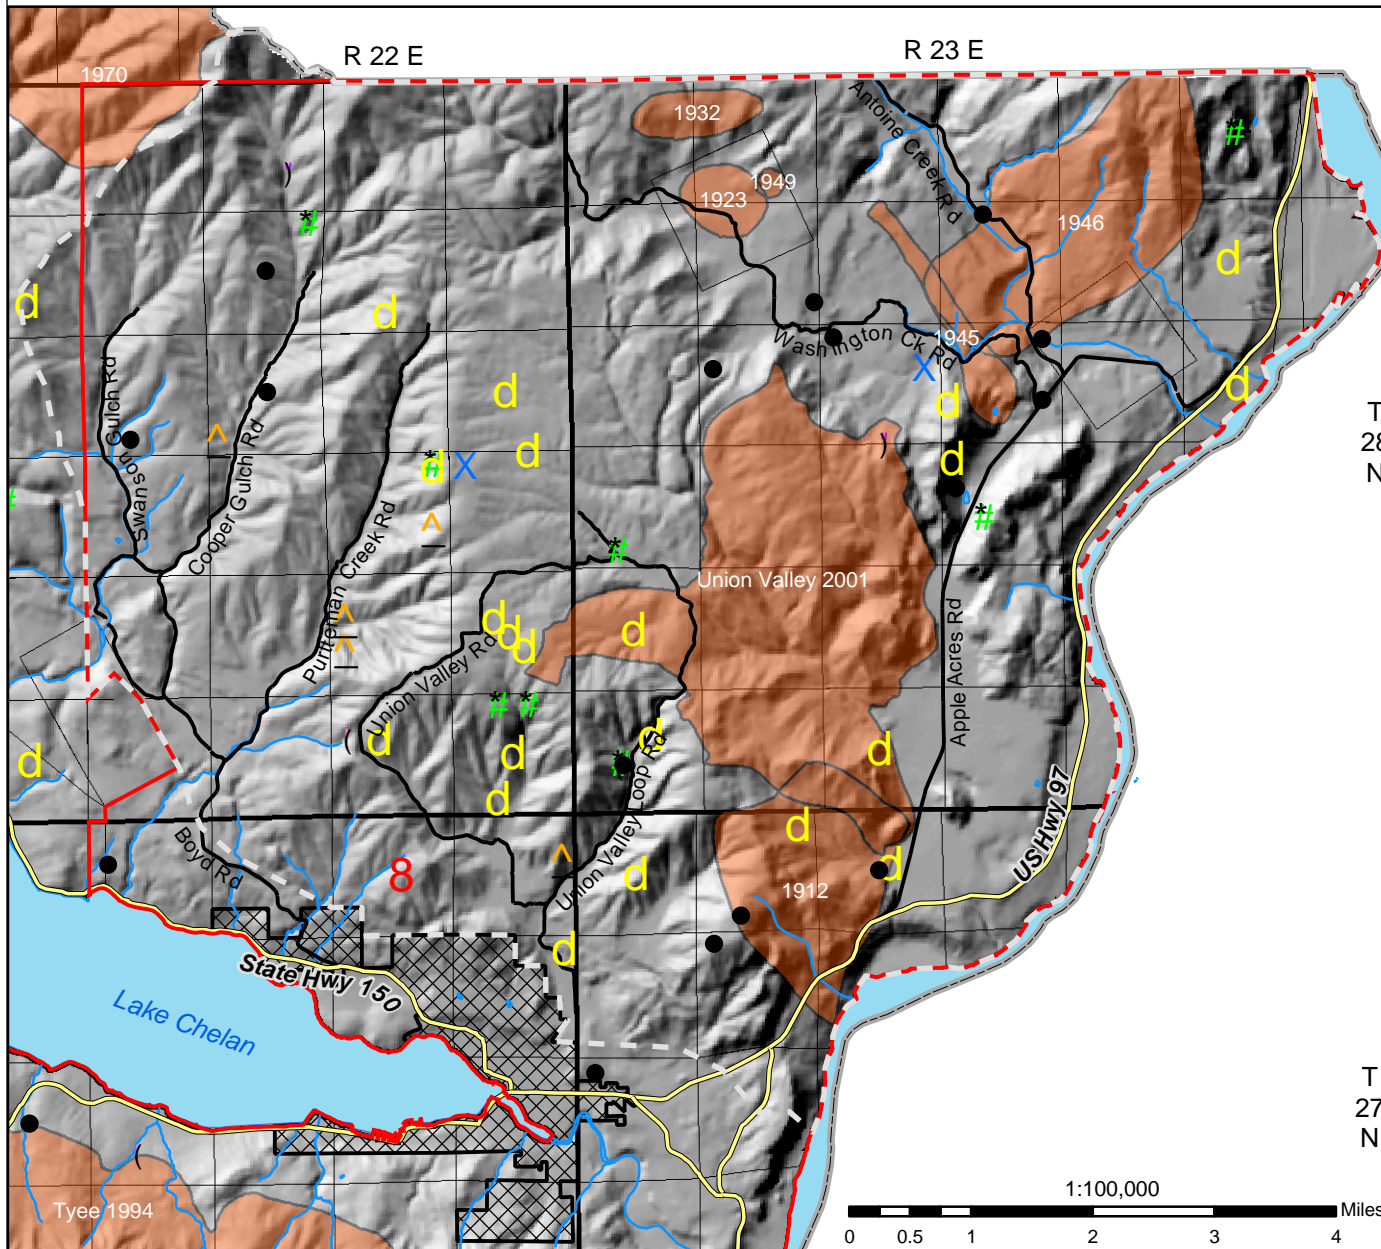 R 22 E
R 23 E
1970
1932
Antoine Creek Rd
1949
1923
1946
1945
Washington Ck Rd
T
28
N
Swanson Gulch Rd
Cooper Gulch Rd
Purtteman Creek Rd
Union Valley 2001
Union Valley Rd
Apple Acres Rd
Union Valley Loop Rd
US Hwy 97
Boyd Rd
8
1912
State Hwy 150
Lake Chelan
T
27
N
Tyee 1994
1:100,000
Miles
0 0.5 1 2 3 4